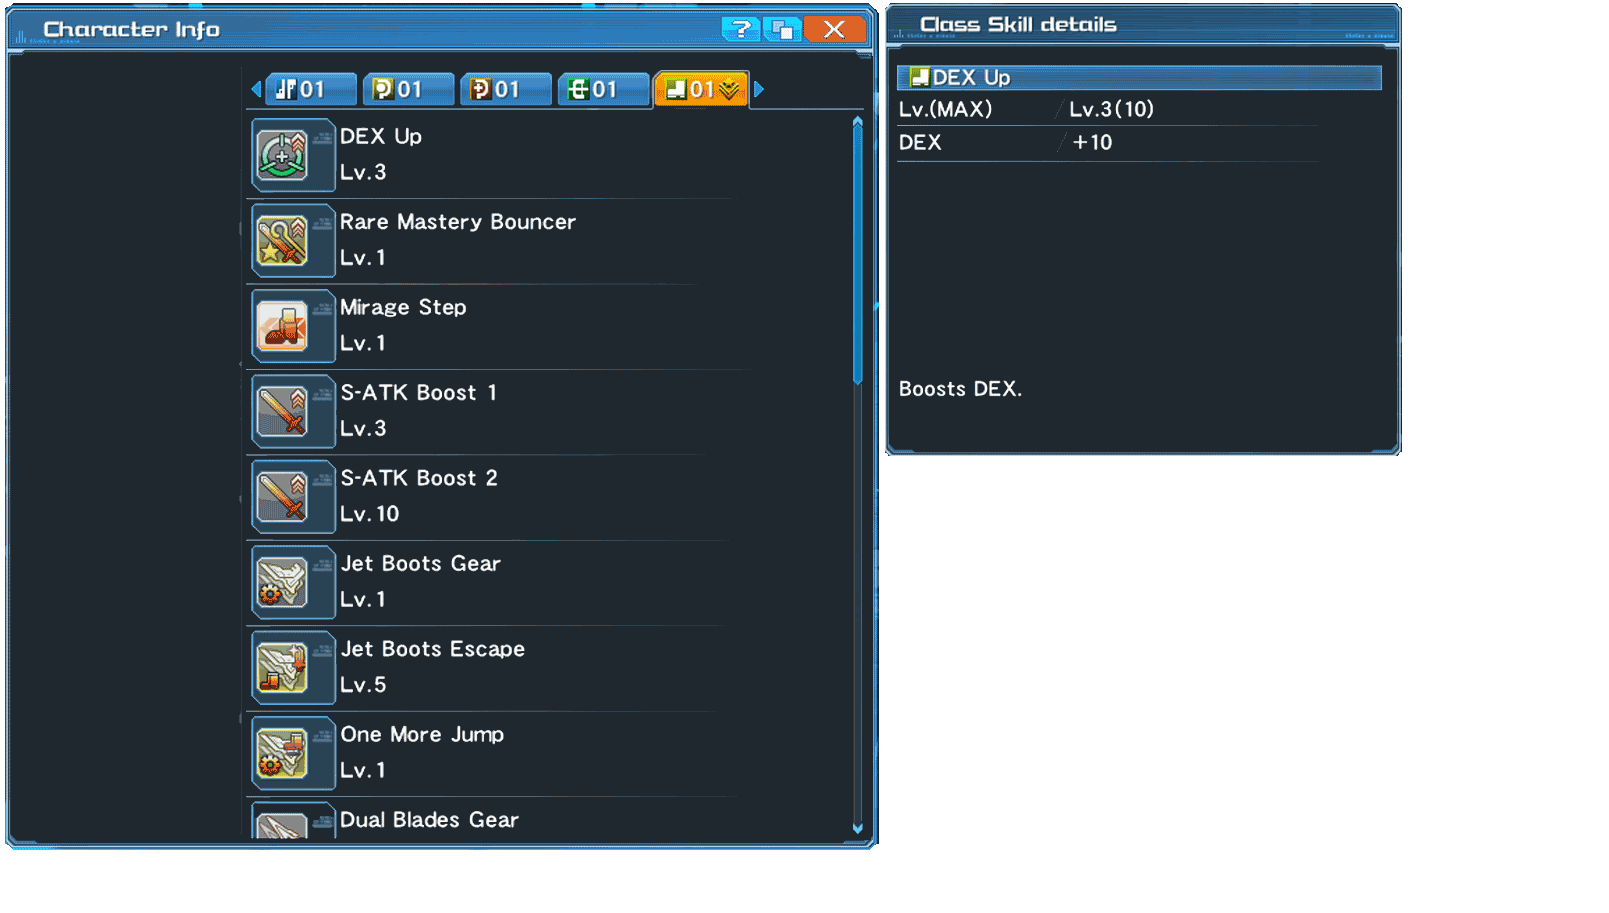 Character Info
?
01
01
01
01
01
DEX Up
Lv.3
Rare Mastery Bouncer
Lv.1
Mirage Step
Lv.1
S-ATK Boost 1
Lv.3
S-ATK Boost 2
Lv.10
Jet Boots Gear
Lv.1
Jet Boots Escape
Lv.5
One More Jump
Lv.1
Dual Blades Gear
Class Skill details
DEX Up
Lv.(MAX) / Lv.3(10)
DEX / +10
Boosts DEX.